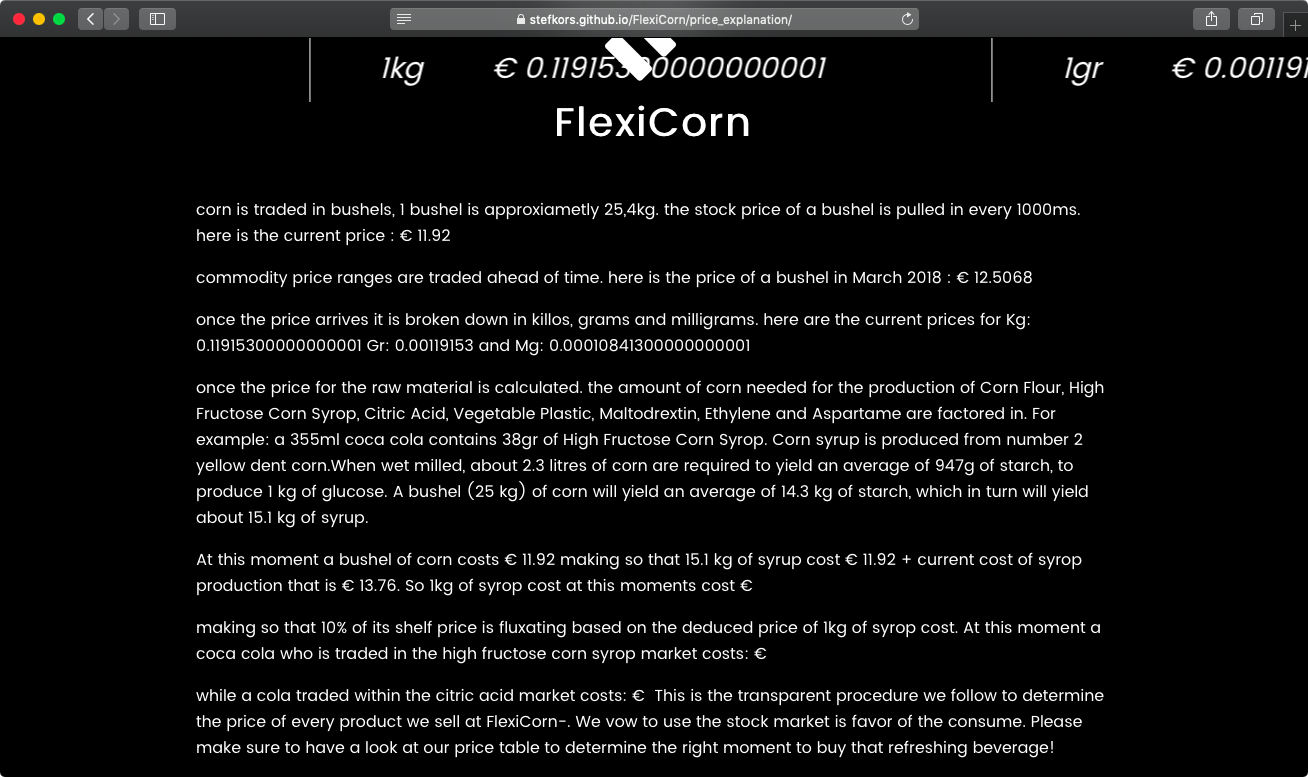 stefkors.github.io/FlexiCorn/price_explanation/
1kg € 0.11915300000000001 1gr € 0.001191
FlexiCorn
corn is traded in bushels, 1 bushel is approxiametly 25,4kg. the stock price of a bushel is pulled in every 1000ms.
here is the current price : € 11.92
commodity price ranges are traded ahead of time. here is the price of a bushel in March 2018 : € 12.5068
once the price arrives it is broken down in killos, grams and milligrams. here are the current prices for Kg:
0.11915300000000001 Gr: 0.00119153 and Mg: 0.00010841300000000001
once the price for the raw material is calculated. the amount of corn needed for the production of Corn Flour, High
Fructose Corn Syrop, Citric Acid, Vegetable Plastic, Maltodrextin, Ethylene and Aspartame are factored in. For
example: a 355ml coca cola contains 38gr of High Fructose Corn Syrop. Corn syrup is produced from number 2
yellow dent corn.When wet milled, about 2.3 litres of corn are required to yield an average of 947g of starch, to
produce 1 kg of glucose. A bushel (25 kg) of corn will yield an average of 14.3 kg of starch, which in turn will yield
about 15.1 kg of syrup.
At this moment a bushel of corn costs € 11.92 making so that 15.1 kg of syrup cost € 11.92 + current cost of syrop
production that is € 13.76. So 1kg of syrop cost at this moments cost €
making so that 10% of its shelf price is fluxating based on the deduced price of 1kg of syrop cost. At this moment a
coca cola who is traded in the high fructose corn syrop market costs: €
while a cola traded within the citric acid market costs: €  This is the transparent procedure we follow to determine
the price of every product we sell at FlexiCorn-. We vow to use the stock market is favor of the consume. Please
make sure to have a look at our price table to determine the right moment to buy that refreshing beverage!